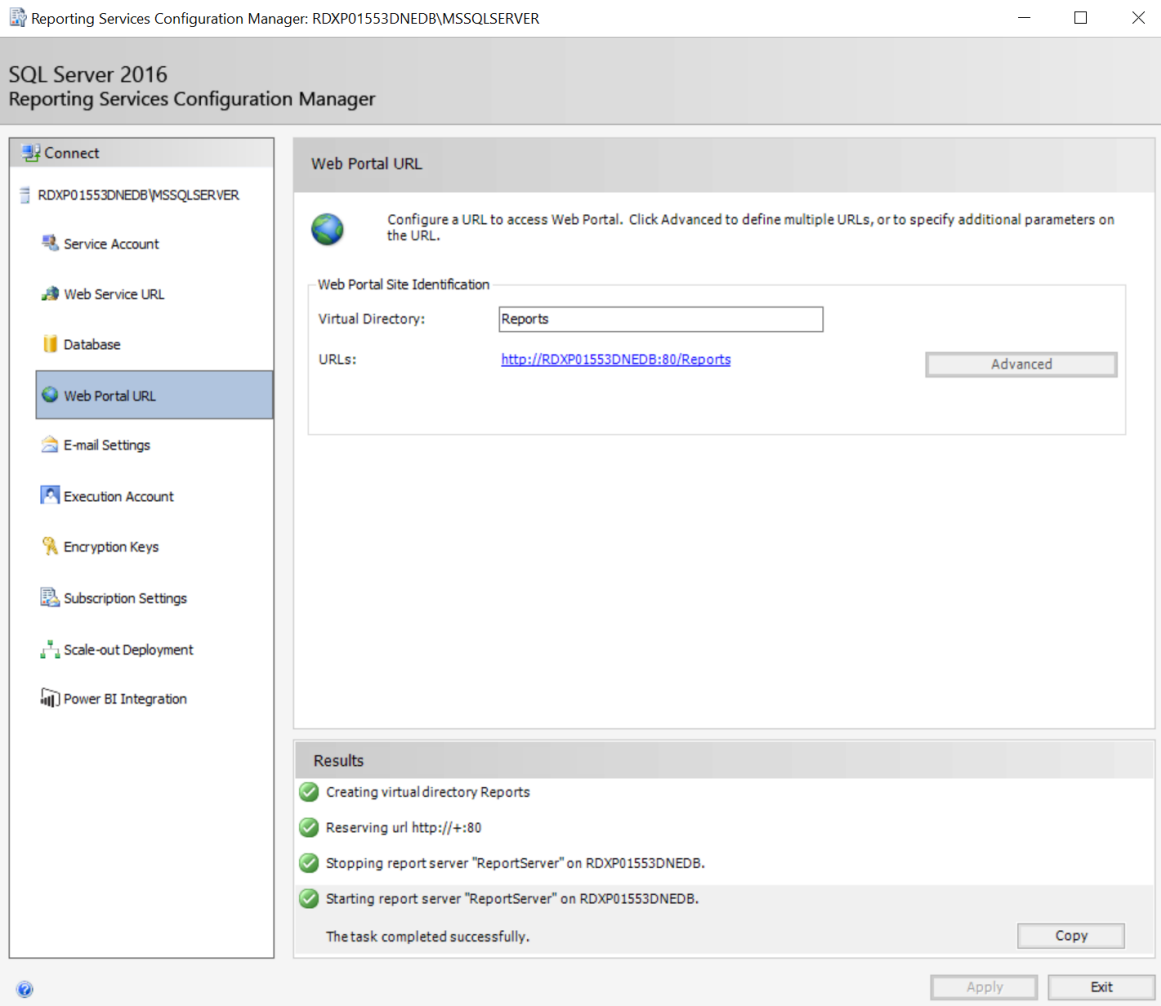 Reporting Services Configuration Manager: RDXP01553DNEDB\MSSQLSERVER
SQL Server 2016
Reporting Services Configuration Manager
Connect
RDXP01553DNEDB\MSSQLSERVER
Service Account
Web Service URL
Database
Web Portal URL
E-mail Settings
Execution Account
Encryption Keys
Subscription Settings
Scale-out Deployment
Power BI Integration
Web Portal URL
Configure a URL to access Web Portal. Click Advanced to define multiple URLs, or to specify additional parameters on
the URL.
Web Portal Site Identification
Virtual Directory:
Reports
URLs:
http://RDXP01553DNEDB:80/Reports
Advanced
Results
Creating virtual directory Reports
Reserving url http://+:80
Stopping report server "ReportServer" on RDXP01553DNEDB.
Starting report server "ReportServer" on RDXP01553DNEDB.
The task completed successfully.
Copy
Apply
Exit